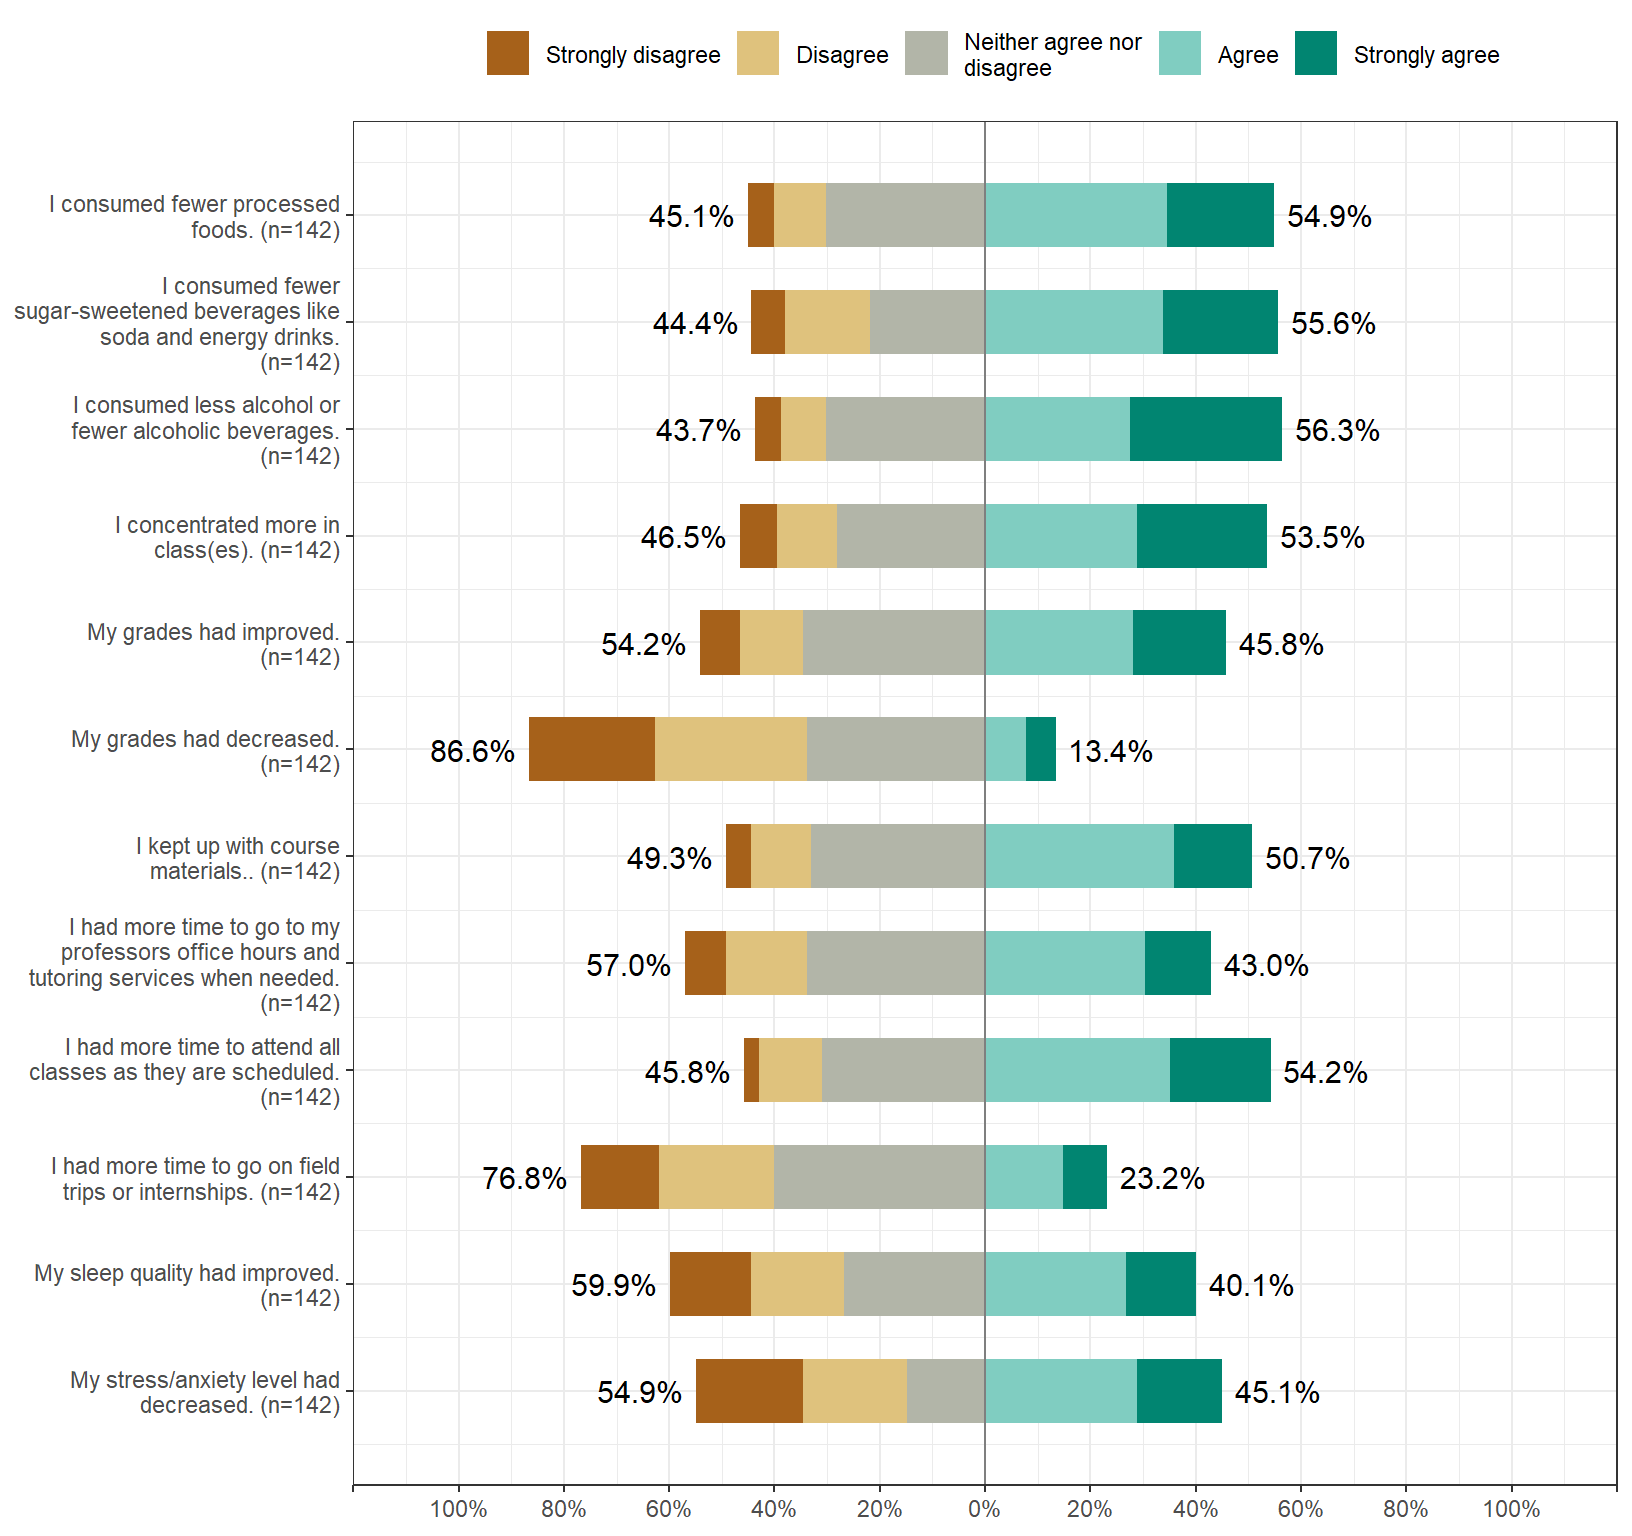 Strongly disagree
Disagree
Neither agree nor
disagree
Agree
Strongly agree
I consumed fewer processed
foods. (n=142)
45.1%
54.9%
I consumed fewer
sugar-sweetened beverages like
soda and energy drinks.
(n=142)
44.4%
55.6%
I consumed less alcohol or
fewer alcoholic beverages.
(n=142)
43.7%
56.3%
I concentrated more in
class(es). (n=142)
46.5%
53.5%
My grades had improved.
(n=142)
54.2%
45.8%
My grades had decreased.
(n=142)
86.6%
13.4%
I kept up with course
materials.. (n=142)
49.3%
50.7%
I had more time to go to my
professors office hours and
tutoring services when needed.
(n=142)
57.0%
43.0%
I had more time to attend all
classes as they are scheduled.
(n=142)
45.8%
54.2%
I had more time to go on field
trips or internships. (n=142)
76.8%
23.2%
My sleep quality had improved.
(n=142)
59.9%
40.1%
My stress/anxiety level had
decreased. (n=142)
54.9%
45.1%
100% 80% 60% 40% 20% 0% 20% 40% 60% 80% 100%